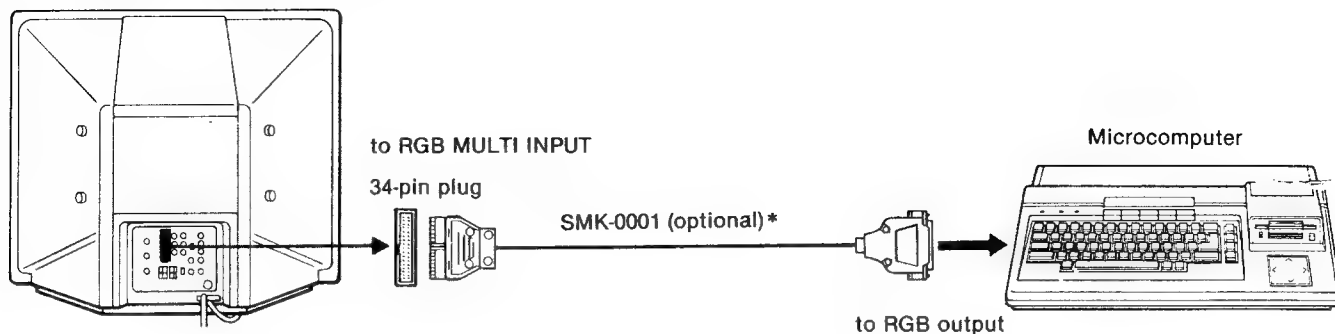 to RGB MULTI INPUT
34-pin plug
SMK-0001 (optional)*
Microcomputer
to RGB output